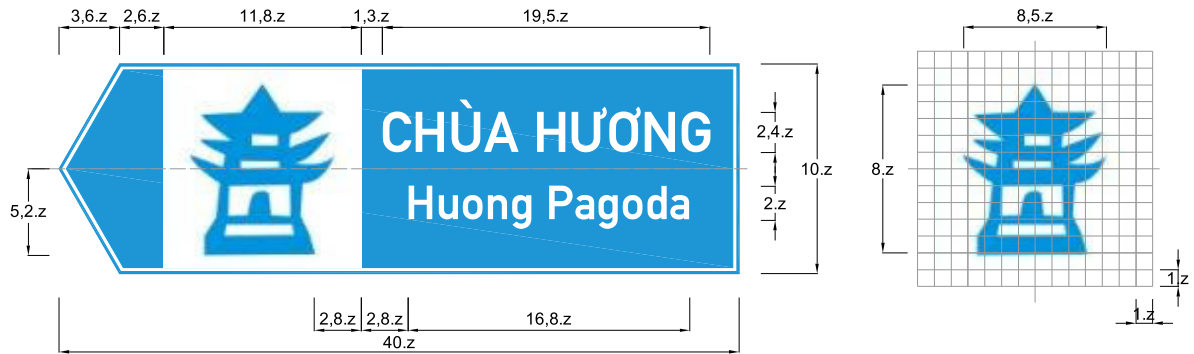 3,6.z 2,6.z 11,8.z 1,3.z 19,5.z 8,5.z
CHÙA HƯƠNG
2,4.z
10.z
8.z
5,2.z
Huong Pagoda
2.z
1.z
2,8.z 2,8.z 16,8.z 1.z
40.z